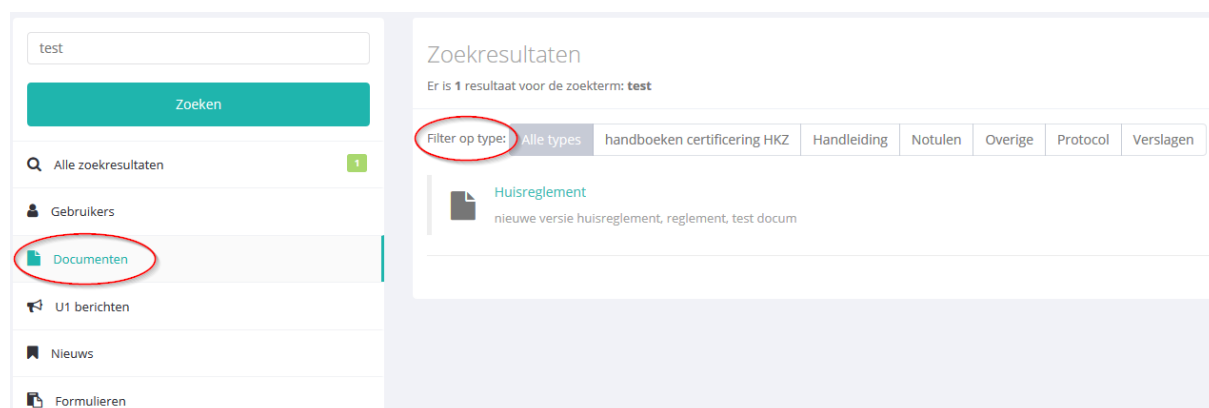 test
Zoeken
Alle zoekresultaten 1
Gebruikers
Documenten
U1 berichten
Nieuws
Formulieren
Zoekresultaten
Er is 1 resultaat voor de zoekterm: test
Filter op type: Alle types handboeken certificering HKZ Handleiding Notulen Overige Protocol Verslagen
Huisreglement
nieuwe versie huisreglement, reglement, test docum